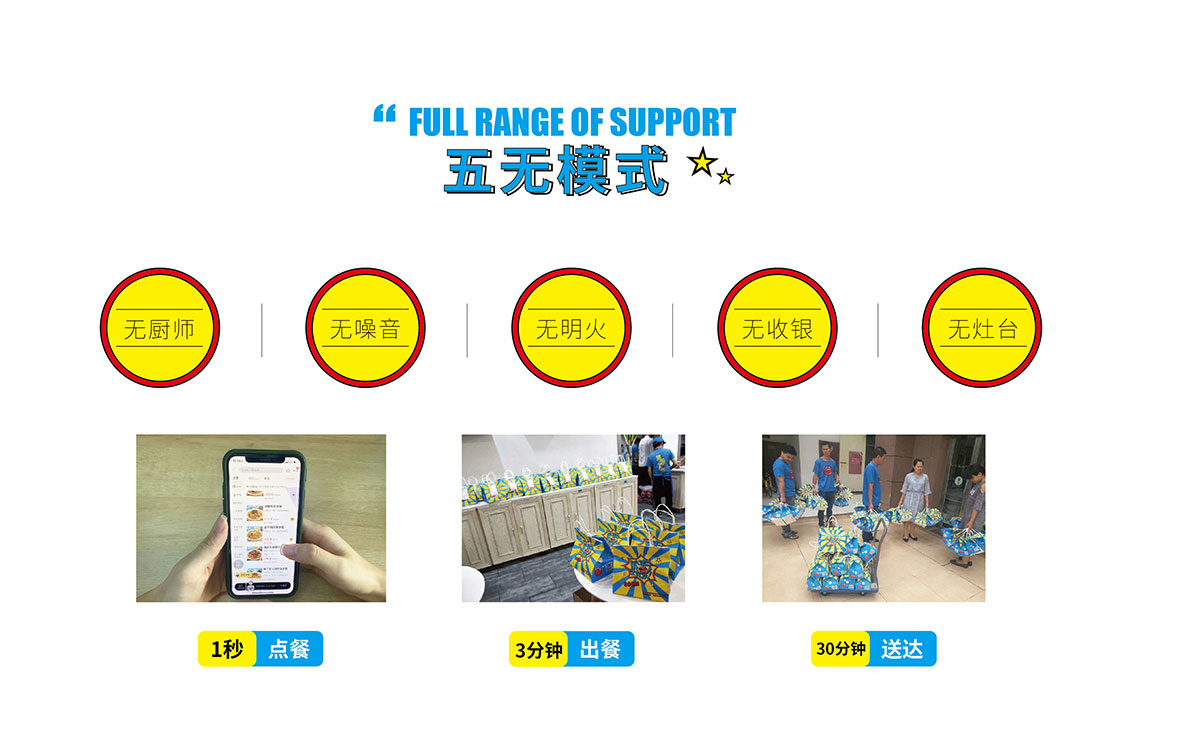 “ FULL RANGE OF SUPPORT
五无模式
无厨师
无噪音
无明火
无收银
无灶台
1秒 点餐
3分钟 出餐
30分钟 送达